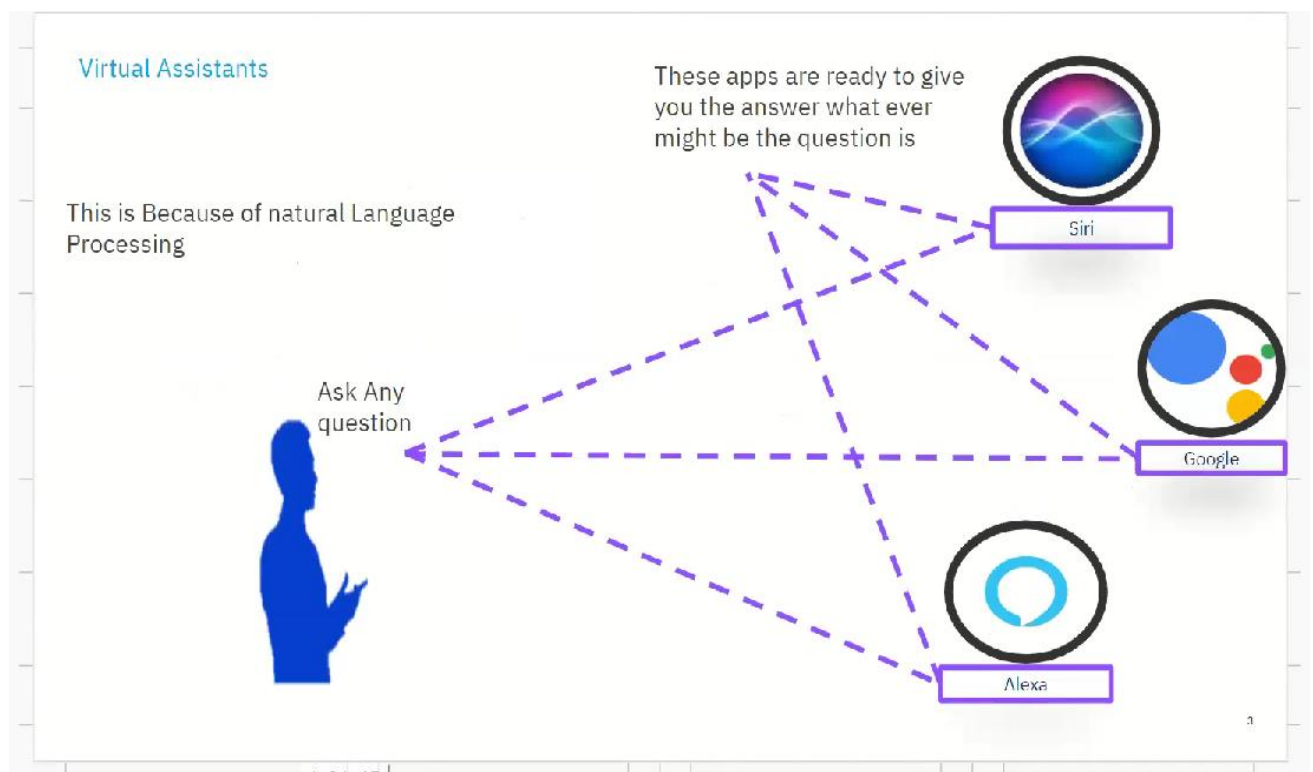 Virtual Assistants
These apps are ready to give
you the answer what ever
might be the question is
This is Because of natural Language
Processing
Siri
Ask Any
question
Google
Alexa
3